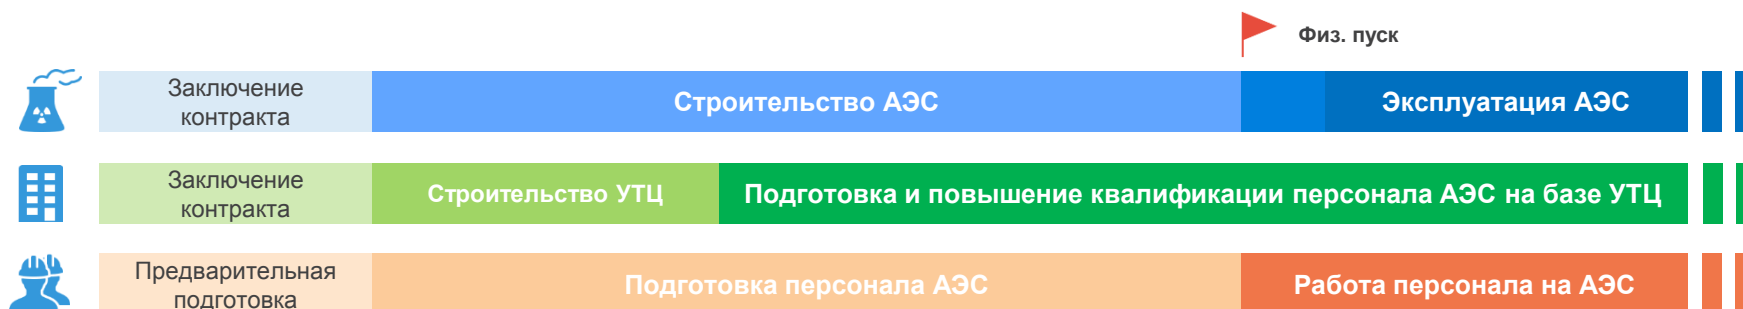 Физ. пуск
Заключение
контракта
Строительство АЭС
Эксплуатация АЭС
Заключение
контракта
Строительство УТЦ
Подготовка и повышение квалификации персонала АЭС на базе УТЦ
Предварительная
подготовка
Подготовка персонала АЭС
Работа персонала на АЭС